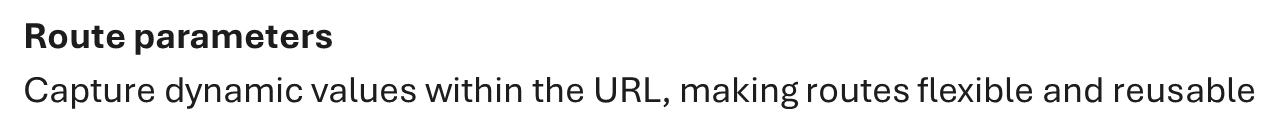 Route parameters
Capture dynamic values within the URL, making routes flexible and reusable